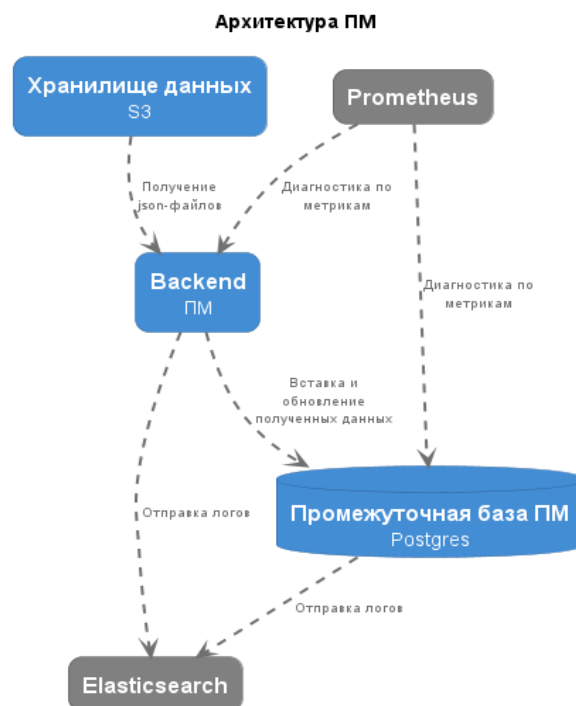 Архитектура ПМ
Хранилище данных
S3
Prometheus
Получение
json-файлов
Диагностика по
метрикам
Backend
ПМ
Диагностика по
метрикам
Вставка и
обновление
полученных данных
Отправка логов
Промежуточная база ПМ
Postgres
Отправка логов
Elasticsearch